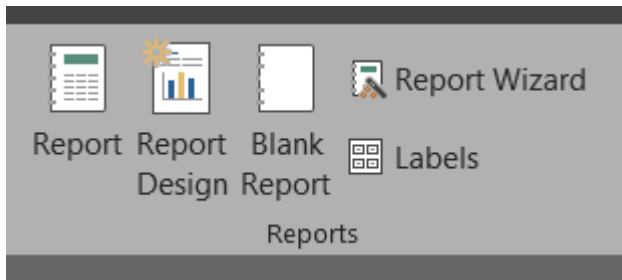 Report
Report
Design
Blank
Report
Report Wizard
Labels
Reports